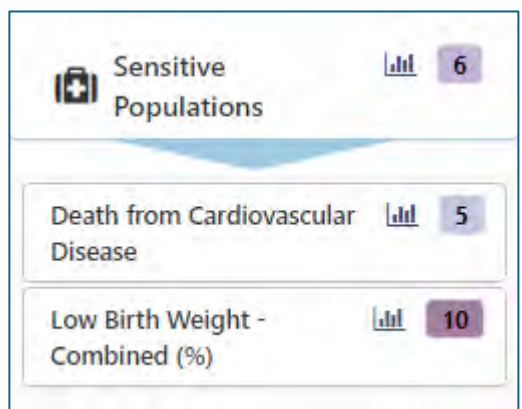 Sensitive 6
Populations
Death from Cardiovascular 5
Disease
Low Birth Weight - 10
Combined (%)